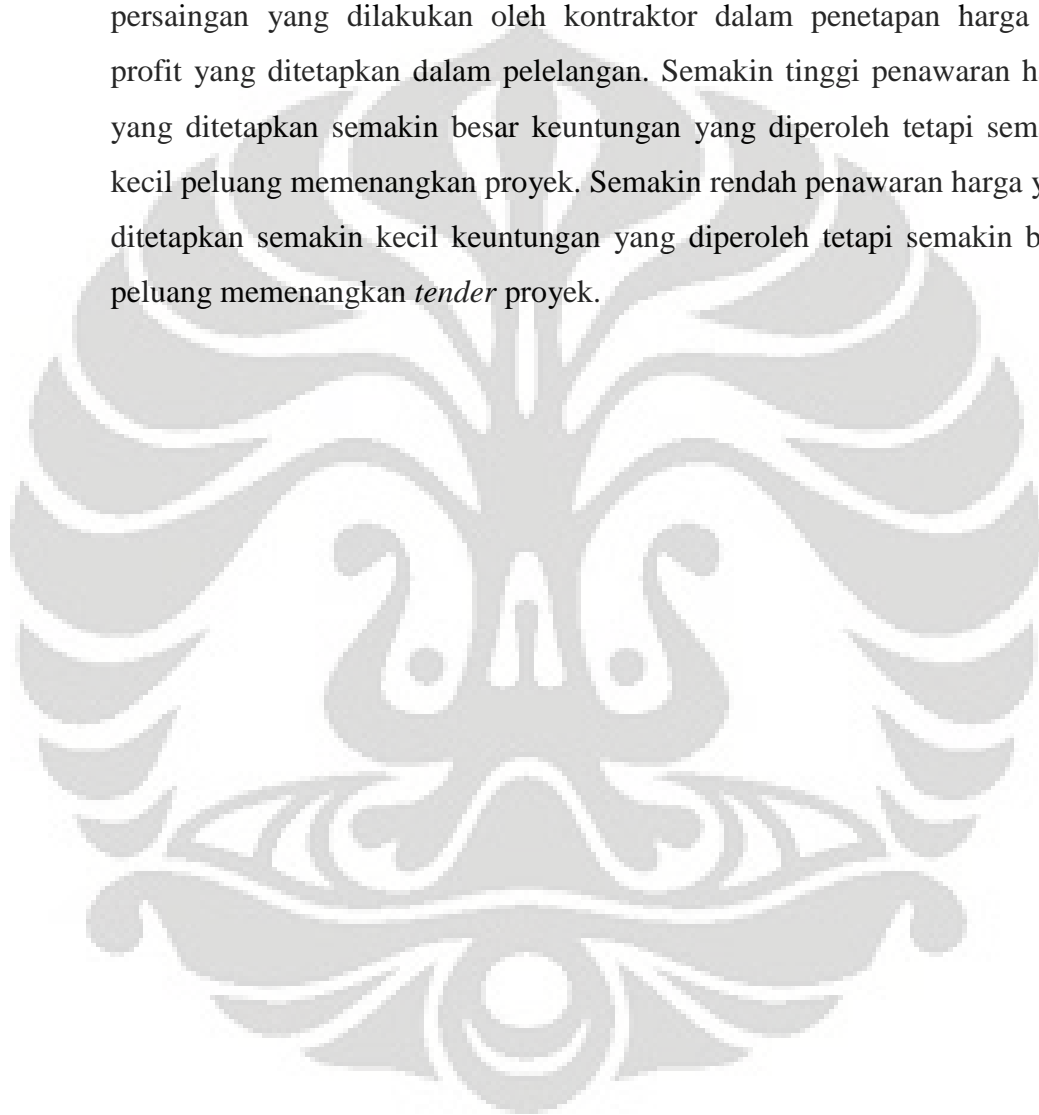 persaingan yang dilakukan oleh kontraktor dalam penetapan harga
profit yang ditetapkan dalam pelelangan. Semakin tinggi penawaran
yang ditetapkan semakin besar keuntungan yang diperoleh tetapi
kecil peluang memenangkan proyek. Semakin rendah penawaran harga
ditetapkan semakin kecil keuntungan yang diperoleh tetapi semakin
peluang memenangkan tender proyek.